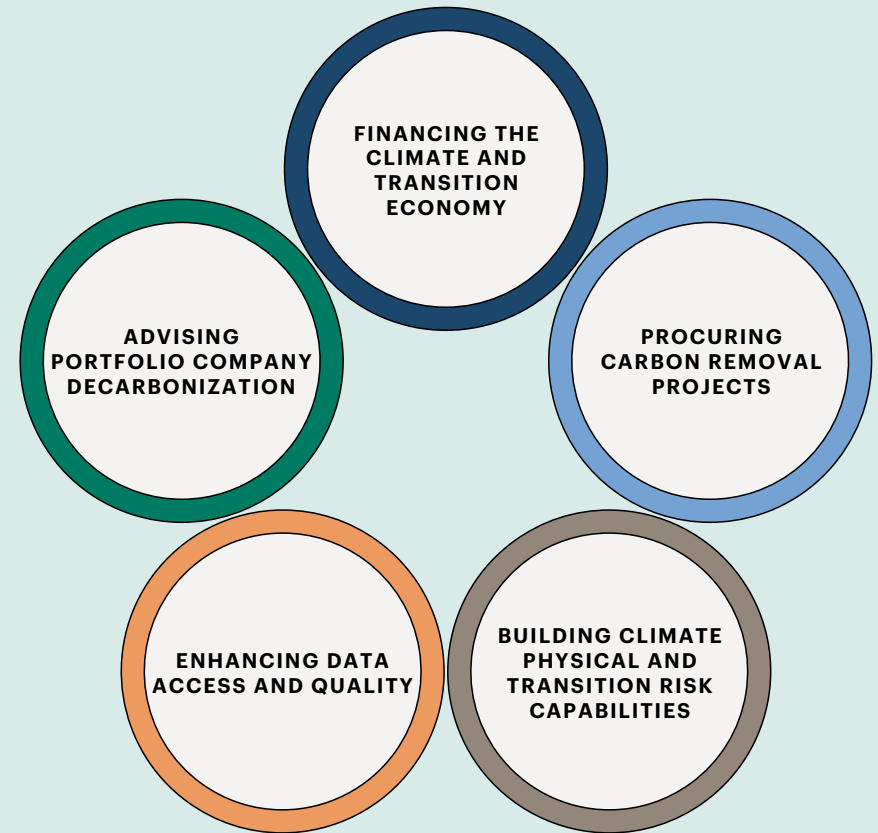 FINANCING THE
CLIMATE AND
TRANSITION
ECONOMY
ADVISING
PORTFOLIO COMPANY
DECARBONIZATION
PROCURING
CARBON REMOVAL
PROJECTS
ENHANCING DATA
ACCESS AND QUALITY
BUILDING CLIMATE
PHYSICAL AND
TRANSITION RISK
CAPABILITIES